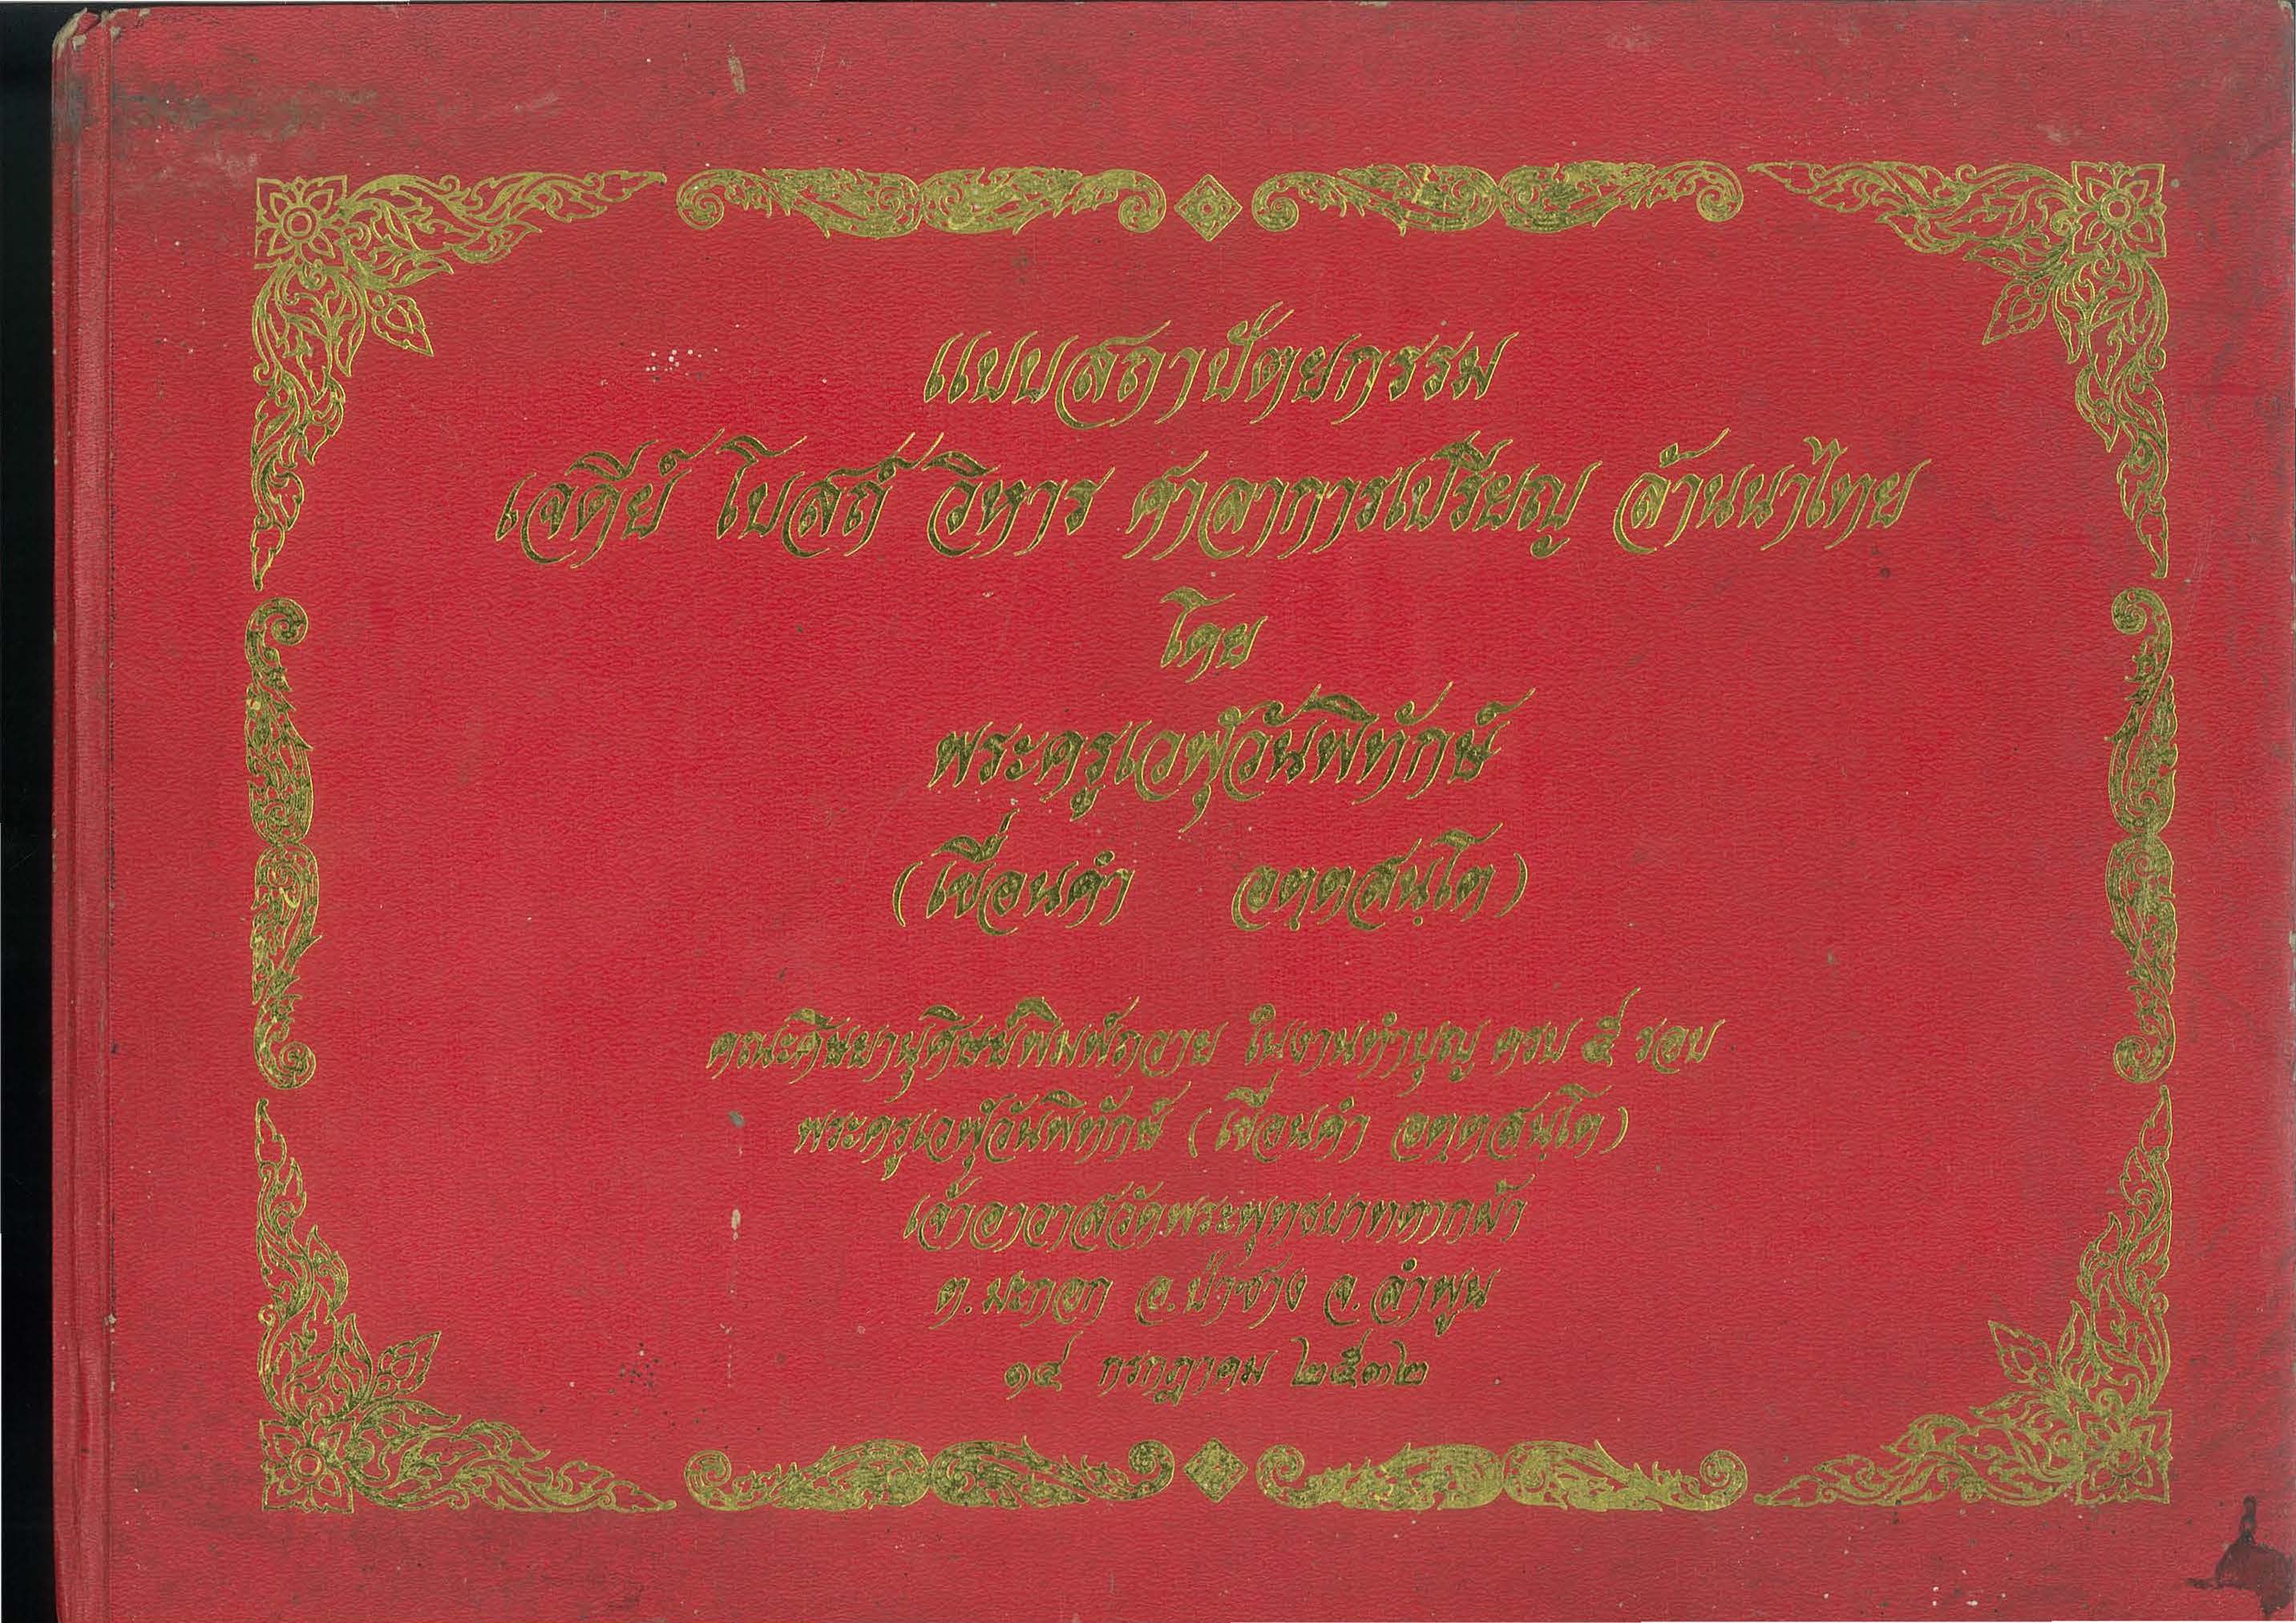 แบบสถาปัตยกรรม
เจดีย์ โบสถ์ วิหาร ศาลาการเปรียญ ล้านนาไทย
โดย
พระครูเวฬุวันพิทักษ์
(เขื่อนคำ อตฺตสนฺโต)
คณะศิษยานุศิษย์พิมพ์ถวาย ในงานทำบุญ ครบ ๕ รอบ
พระครูเวฬุวันพิทักษ์ (เขื่อนคำ อตฺตสนฺโต)
เจ้าอาวาสวัดพระพุทธบาทตากผ้า
ต.มะกอก อ.ป่าซาง จ.ลำพูน
๑๔ กรกฎาคม ๒๕๓๒